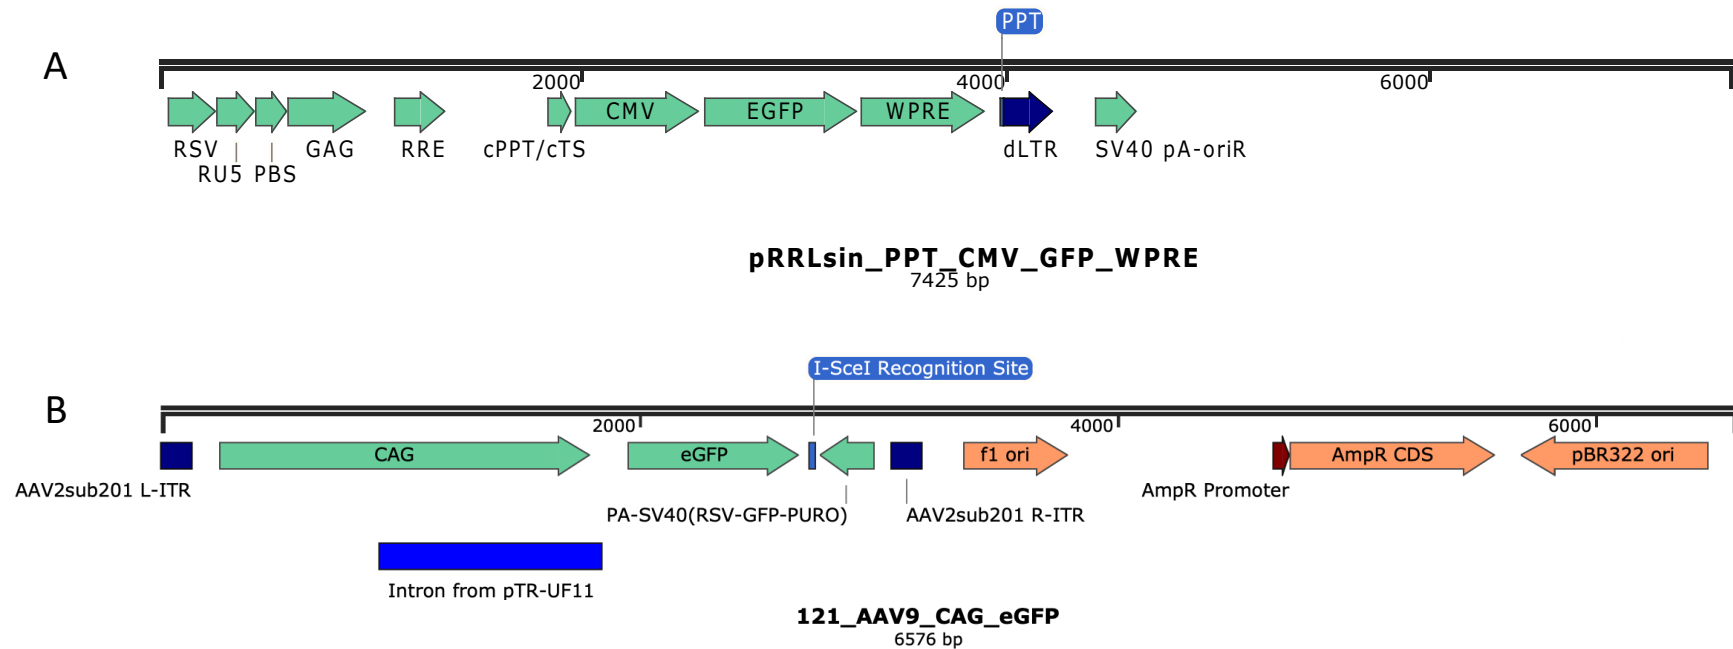 PPT
A
2000 4000 6000
CMV EGFP WPRE
RSV GAG RRE cPPT/cTS dLTR SV40 pA-oriR
RU5 PBS
pRRLsin_PPT_CMV_GFP_WPRE
7425 bp
I-SceI Recognition Site
B
2000 4000 6000
CAG eGFP f1 ori AmpR CDS pBR322 ori
AAV2sub201 L-ITR AmpR Promoter
PA-SV40(RSV-GFP-PURO) AAV2sub201 R-ITR
Intron from pTR-UF11
121_AAV9_CAG_eGFP
6576 bp